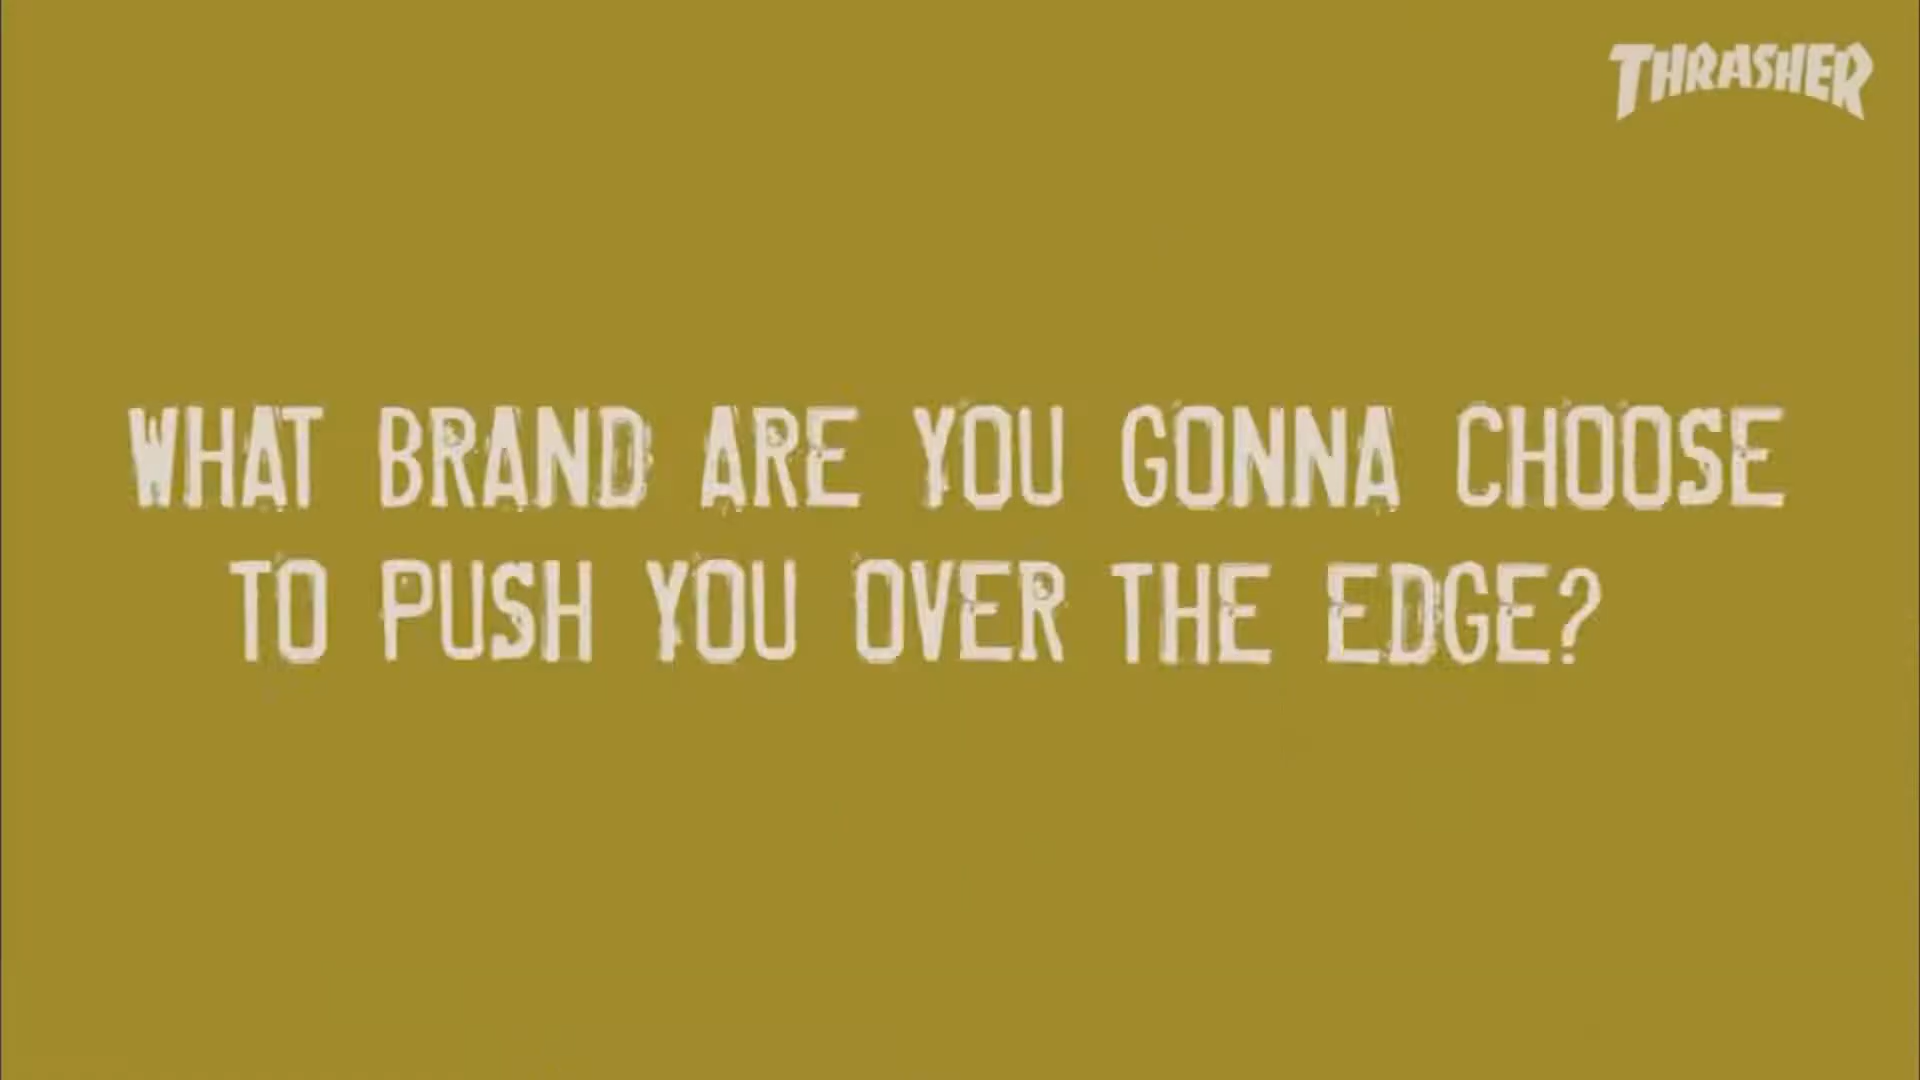 THRASHER
WHAT BRAND ARE YOU GONNA CHOOSE
TO PUSH YOU OVER THE EDGE?